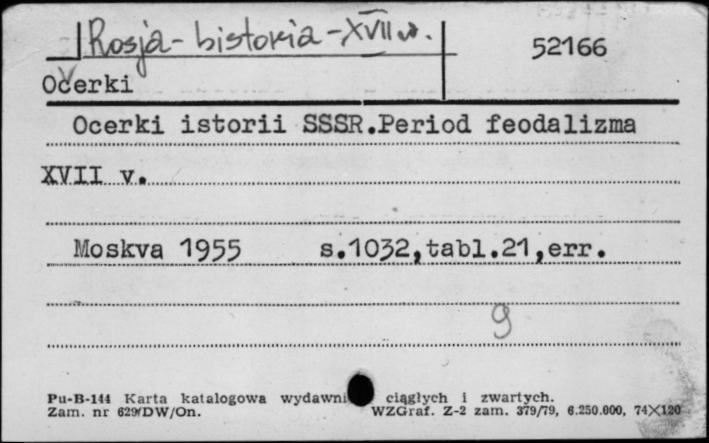 Rosja - historia - XVII w.
52166
Očerki
Ocerki istorii SSSR.Period feodalizma
XVII v.
Moskva 1955 s.1032,tabl.21,err.
9
Pu-B-144 Karta katalogowa wydawni ciągłych i zwartych.
Zam. nr 629/DW/On. WZGraf. Z-2 zam. 379/79, 6.250.000, 74×120